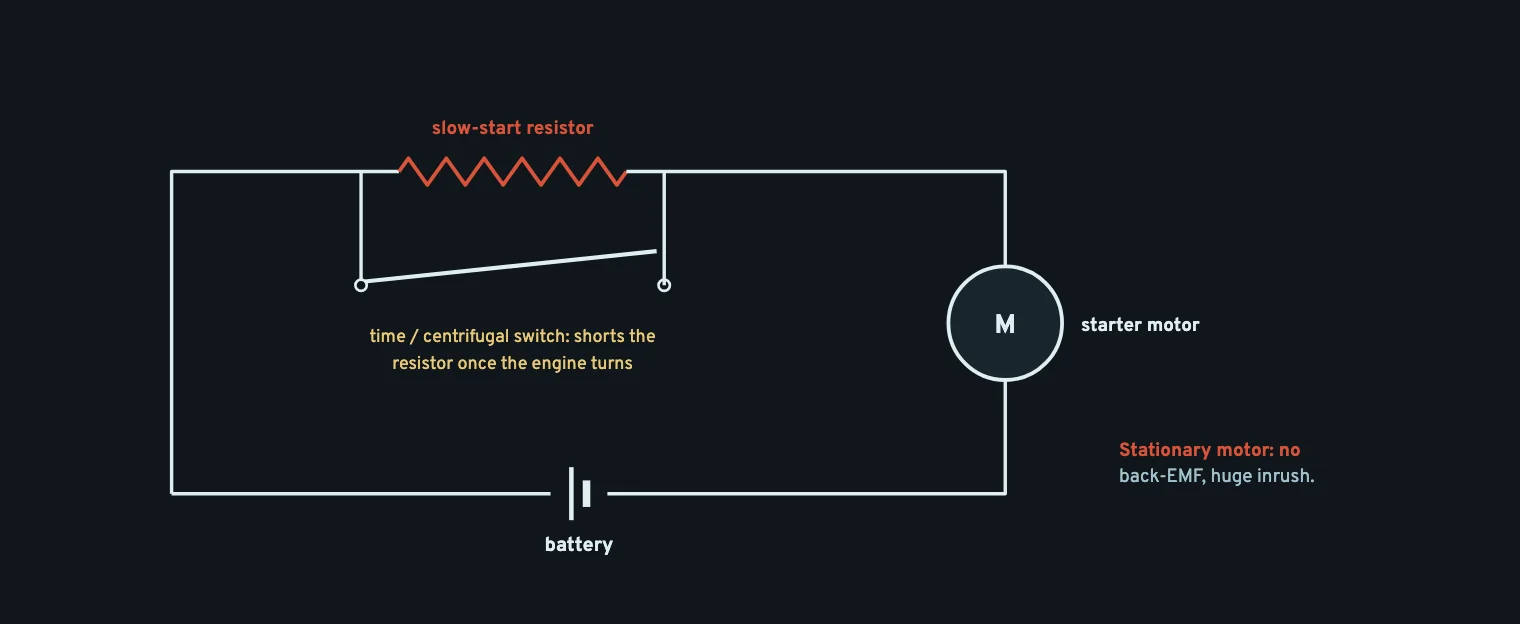 slow-start resistor
time / centrifugal switch: shorts the
resistor once the engine turns
M
starter motor
Stationary motor: no
back-EMF, huge inrush.
battery